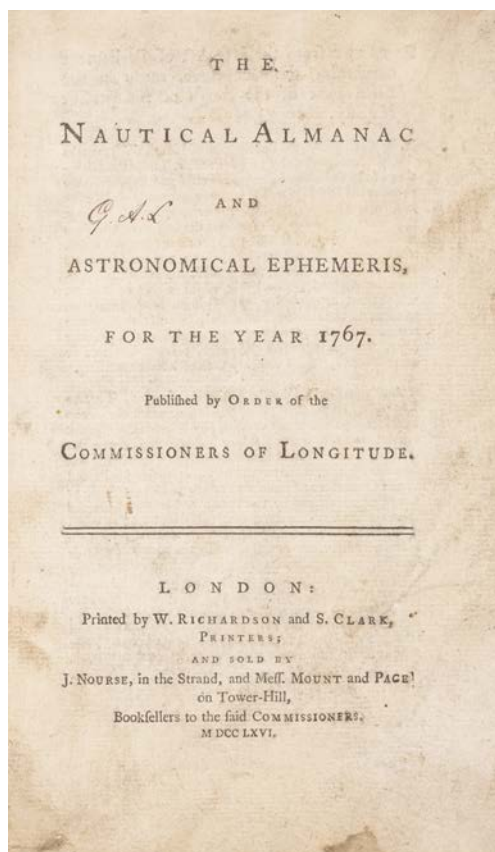 THE
NAUTICAL ALMANAC
AND
G.A.L
ASTRONOMICAL EPHEMERIS,
FOR THE YEAR 1767.
Publiſhed by ORDER of the
COMMISSIONERS OF LONGITUDE.
LONDON:
Printed by W. RICHARDSON and S. CLARK,
PRINTERS;
AND SOLD BY
J. NOURSE, in the Strand, and Meſſ. MOUNT and PAGE
on Tower-Hill,
Bookſellers to the ſaid COMMISSIONERS.
M DCC LXVI.